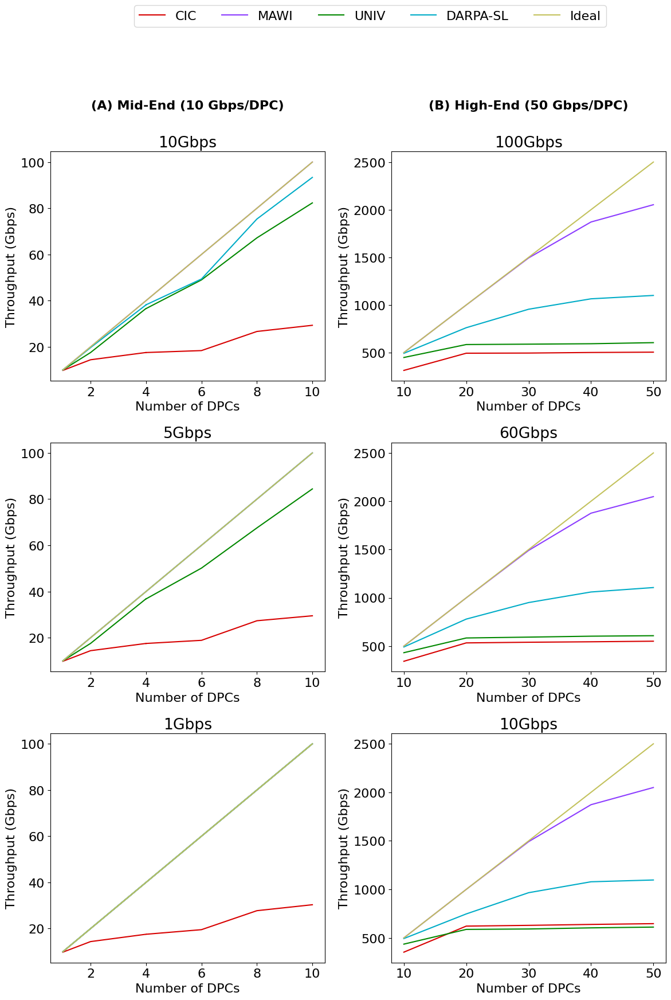 CIC MAWI UNIV DARPA-SL Ideal
(A) Mid-End (10 Gbps/DPC)
(B) High-End (50 Gbps/DPC)
10Gbps
Throughput (Gbps)
100
80
60
40
20
2 4 6 8 10
Number of DPCs
100Gbps
Throughput (Gbps)
2500
2000
1500
1000
500
10 20 30 40 50
Number of DPCs
5Gbps
Throughput (Gbps)
100
80
60
40
20
2 4 6 8 10
Number of DPCs
60Gbps
Throughput (Gbps)
2500
2000
1500
1000
500
10 20 30 40 50
Number of DPCs
1Gbps
Throughput (Gbps)
100
80
60
40
20
2 4 6 8 10
Number of DPCs
10Gbps
Throughput (Gbps)
2500
2000
1500
1000
500
10 20 30 40 50
Number of DPCs